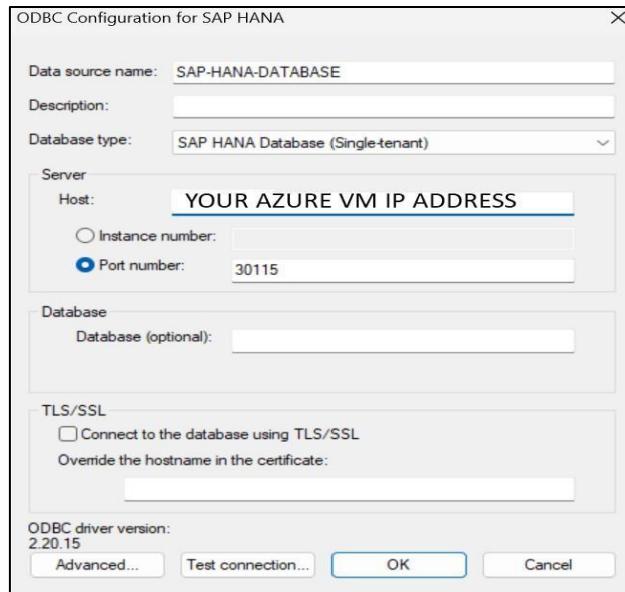 ODBC Configuration for SAP HANA
Data source name: SAP-HANA-DATABASE
Description:
Database type: SAP HANA Database (Single-tenant)
Server
Host: YOUR AZURE VM IP ADDRESS
Instance number:
Port number: 30115
Database
Database (optional):
TLS/SSL
Connect to the database using TLS/SSL
Override the hostname in the certificate:
ODBC driver version:
2.20.15
Advanced... Test connection... OK Cancel